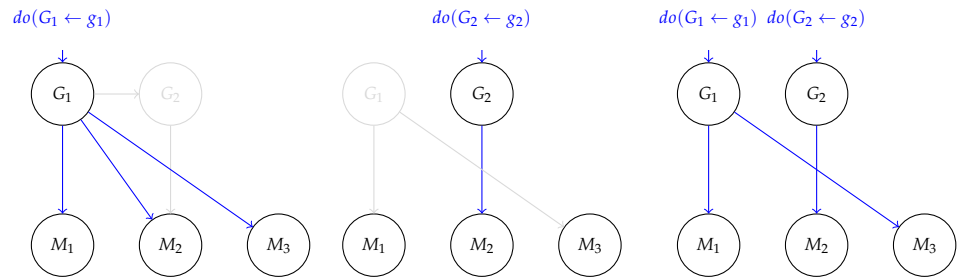 do(G₁ ← g₁) do(G₂ ← g₂) do(G₁ ← g₁) do(G₂ ← g₂)
G₁ G₂ G₁ G₂ G₁ G₂
M₁ M₂ M₃ M₁ M₂ M₃ M₁ M₂ M₃